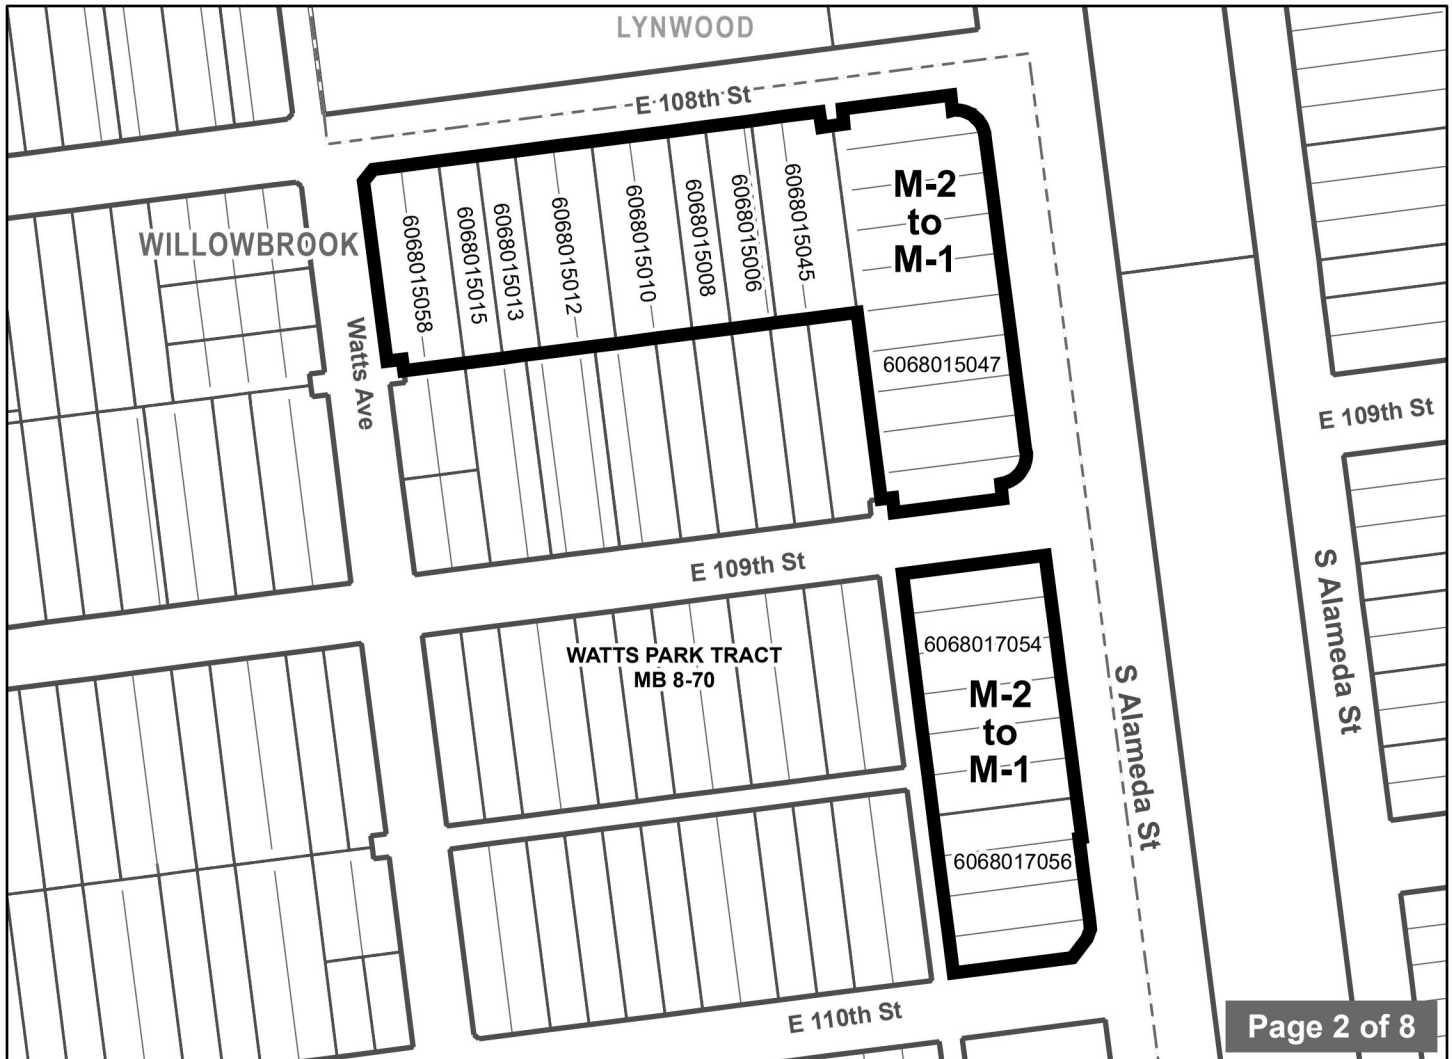 LYNWOOD
E 108th St
WILLOWBROOK
6068015058
6068015015
6068015013
6068015012
6068015010
6068015008
6068015006
6068015045
M-2
to
M-1
6068015047
Watts Ave
E 109th St
E 109th St
WATTS PARK TRACT
MB 8-70
6068017054
M-2
to
M-1
6068017056
S Alameda St
S Alameda St
E 110th St
Page 2 of 8